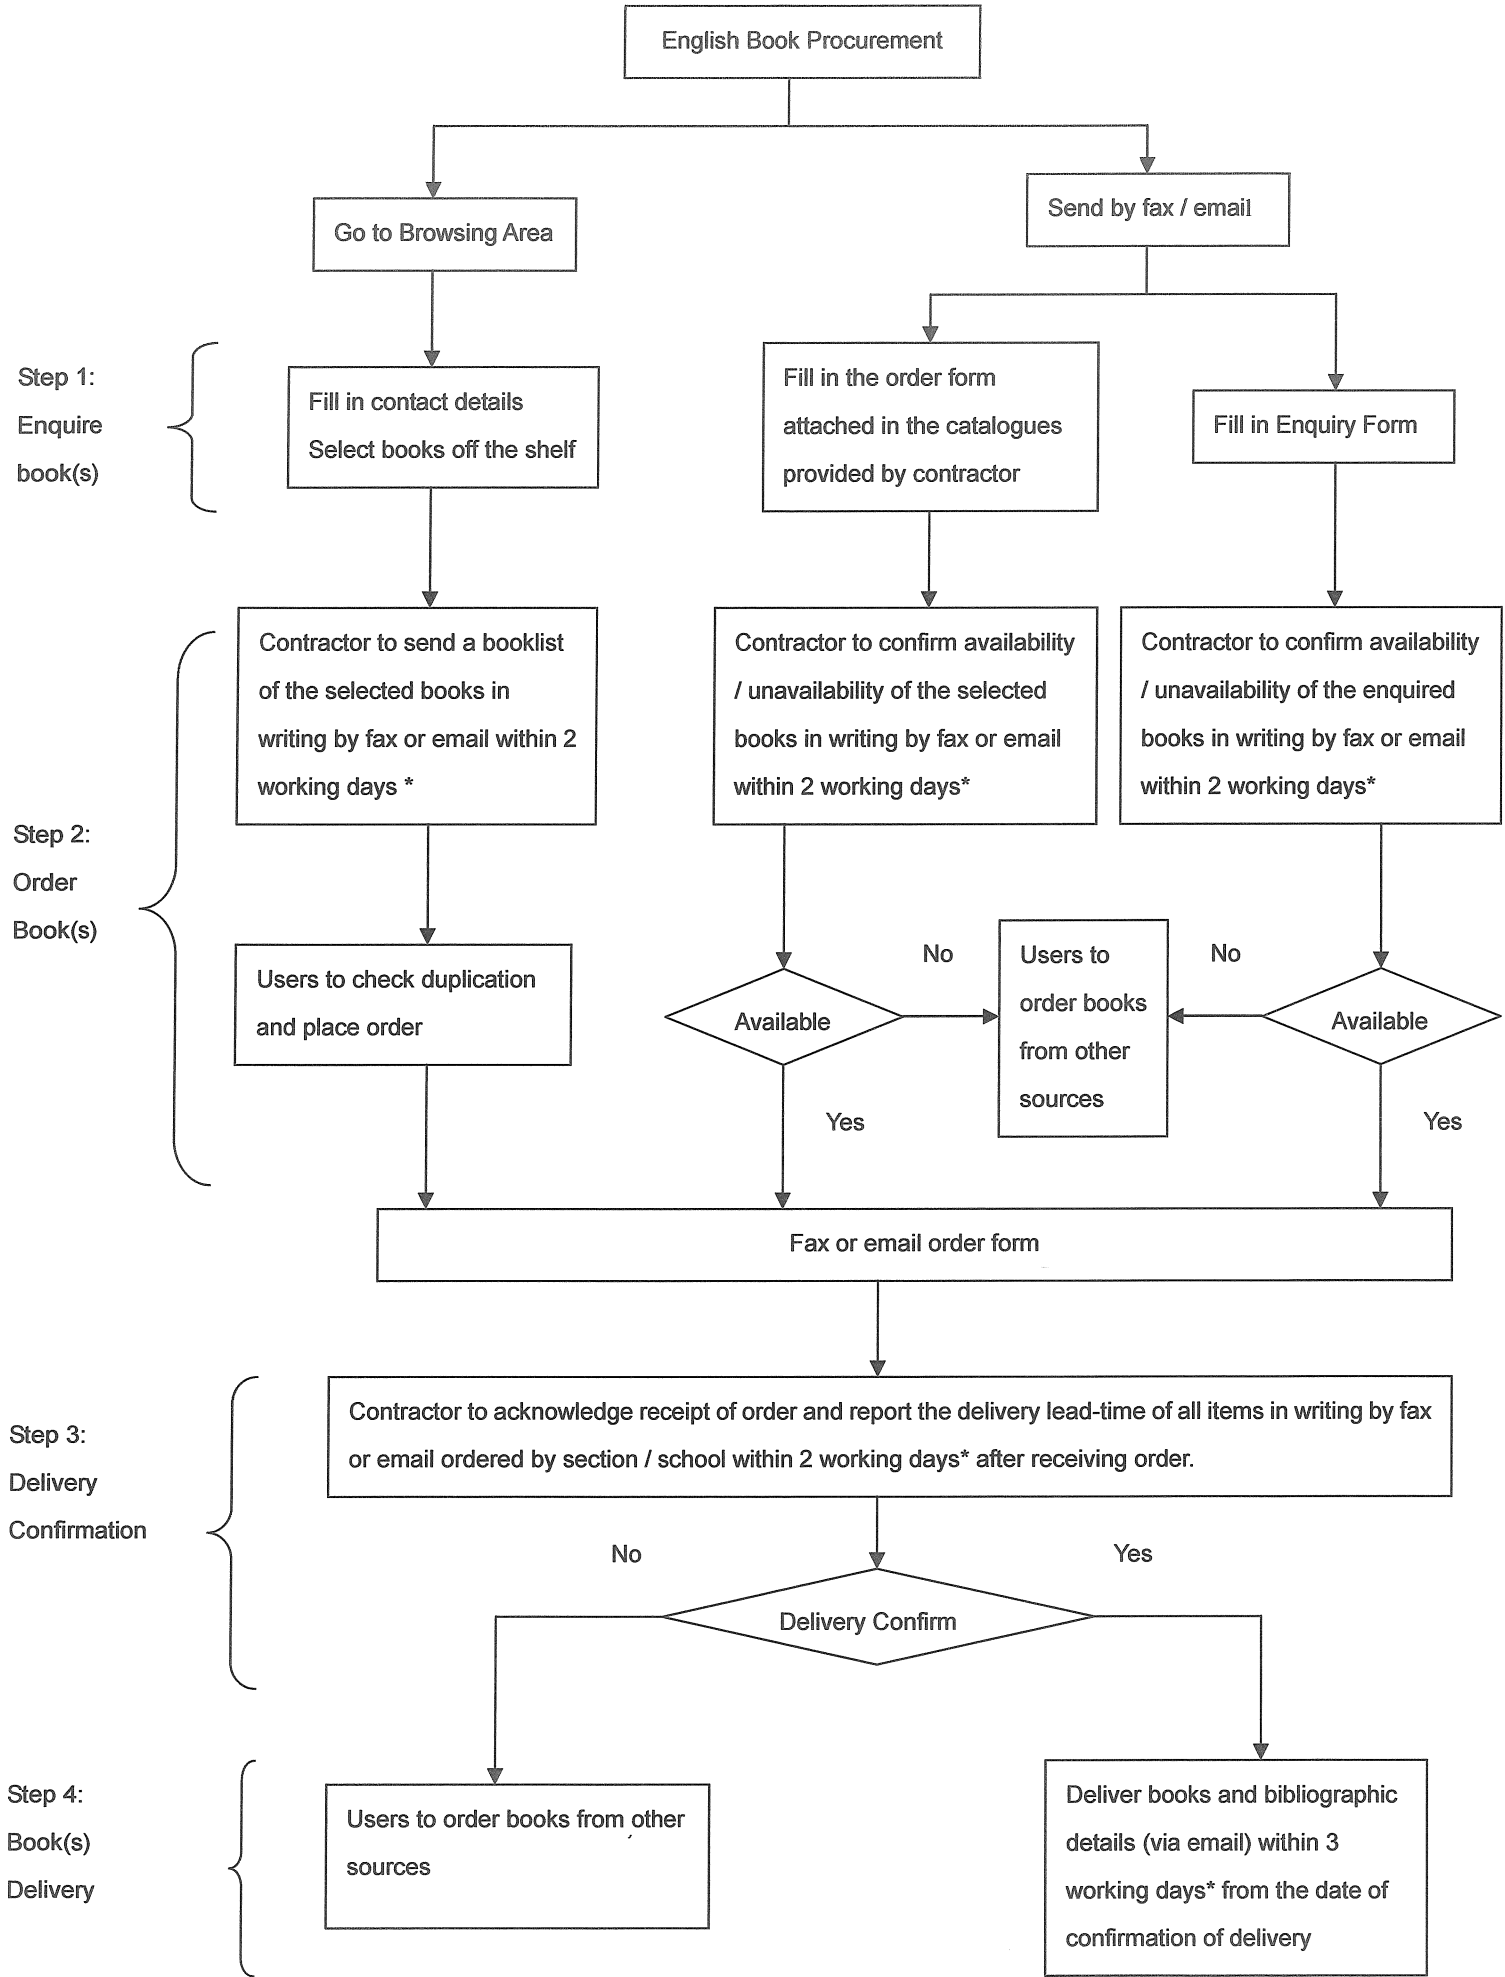 English Book Procurement
Go to Browsing Area
Send by fax / email
Step 1:
Enquire
book(s)
Fill in contact details
Select books off the shelf
Fill in the order form
attached in the catalogues
provided by contractor
Fill in Enquiry Form
Step 2:
Order
Book(s)
Contractor to send a booklist
of the selected books in
writing by fax or email within 2
working days *
Contractor to confirm availability
/ unavailability of the selected
books in writing by fax or email
within 2 working days*
Contractor to confirm availability
/ unavailability of the enquired
books in writing by fax or email
within 2 working days*
Users to check duplication
and place order
Available
No
Users to
order books
from other
sources
No
Available
Yes
Yes
Fax or email order form
Step 3:
Delivery
Confirmation
Contractor to acknowledge receipt of order and report the delivery lead-time of all items in writing by fax
or email ordered by section / school within 2 working days* after receiving order.
No
Yes
Delivery Confirm
Step 4:
Book(s)
Delivery
Users to order books from other
sources
Deliver books and bibliographic
details (via email) within 3
working days* from the date of
confirmation of delivery